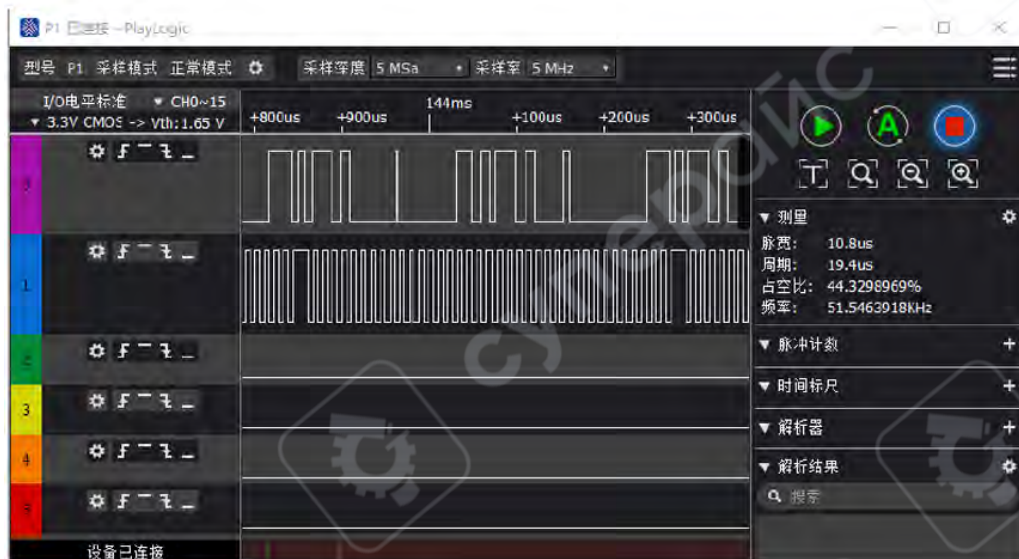 P1 已连接 -PlayLogic
型号 P1 采样模式 正常模式 采样深度 5 MSa 采样率 5 MHz
I/O电平标准 CH0~15
3.3V CMOS -> Vth:1.65 V
+800us +900us 144ms +100us +200us +300us
A
T
测量
脉宽: 10.8us
周期: 19.4us
占空比: 44.3298969%
频率: 51.5463918KHz
1
脉冲计数
时间标尺
3
解析器
4
解析结果
搜索
设备已连接
суперайс